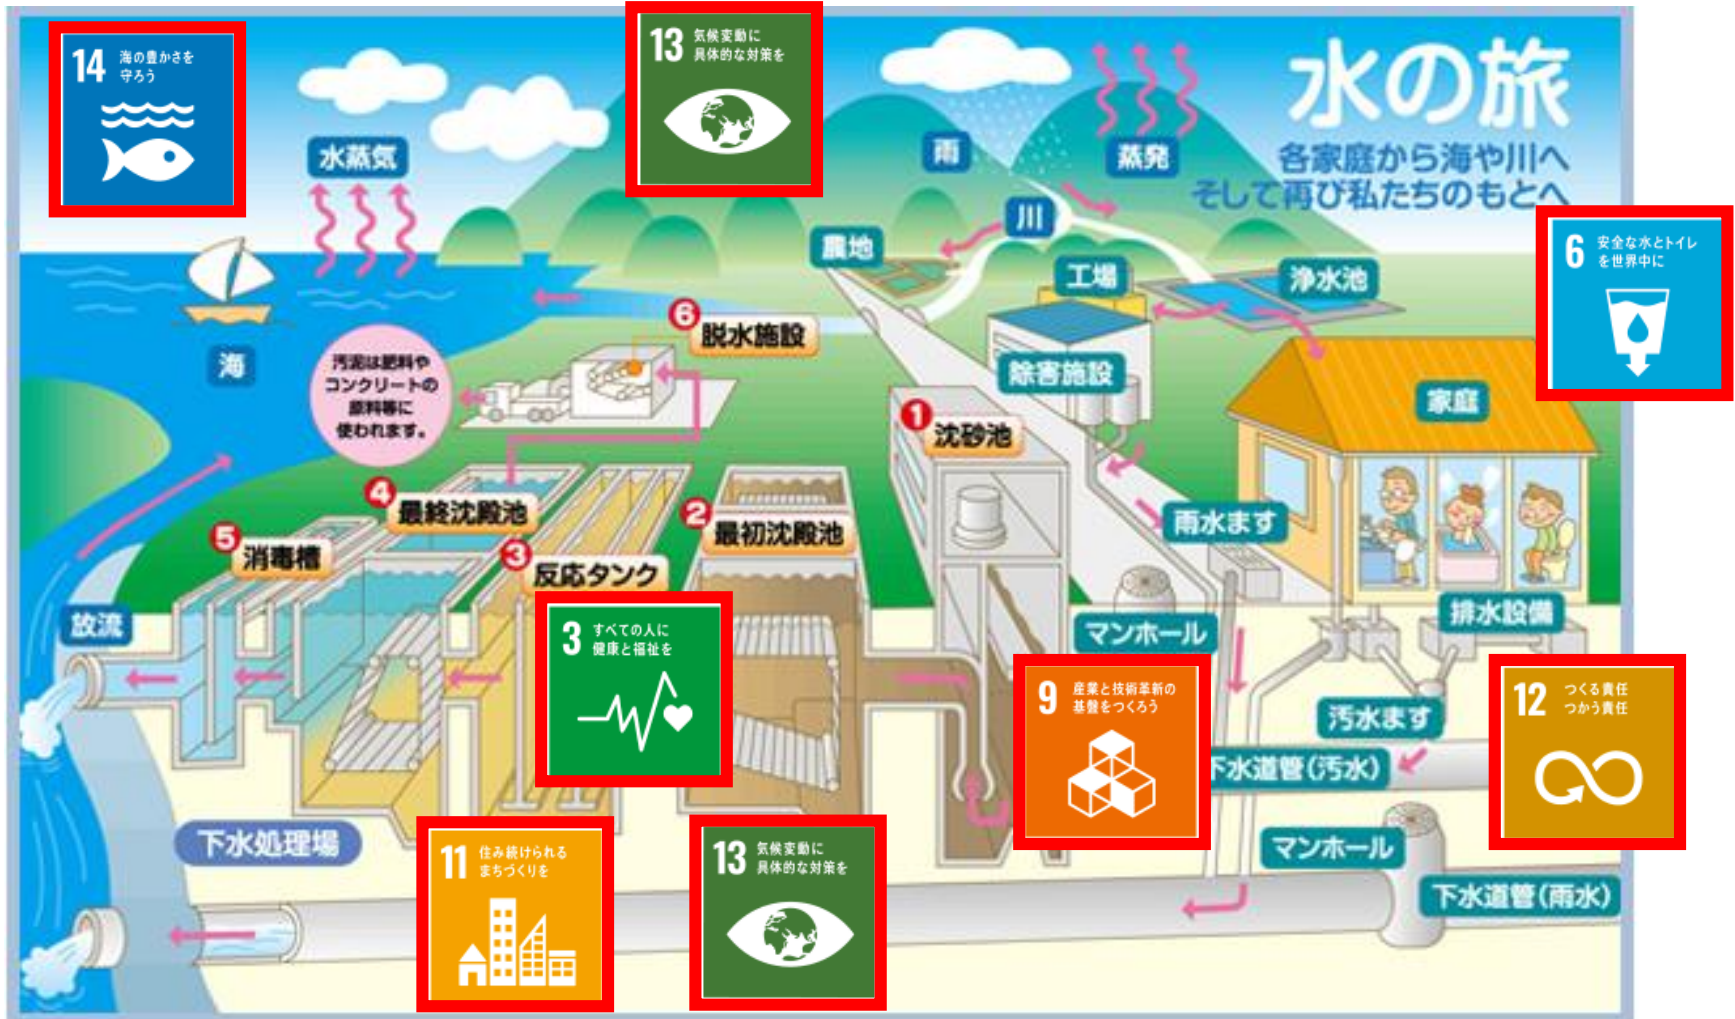 14 海の豊かさを
守ろう
13 気候変動に
具体的な対策を
水の旅
各家庭から海や川へ
そして再び私たちのもとへ
水蒸気
雨
蒸発
川
農地
工場
浄水池
6 安全な水とトイレ
を世界中に
海
汚泥は肥料や
コンクリートの
原料等に
使われます。
6 脱水施設
除害施設
家庭
1 沈砂池
4 最終沈殿池
2 最初沈殿池
雨水ます
5 消毒槽
3 反応タンク
放流
マンホール
排水設備
3 すべての人に
健康と福祉を
9 産業と技術革新の
基盤をつくろう
12 つくる責任
つかう責任
汚水ます
下水道管(汚水)
下水処理場
マンホール
11 住み続けられる
まちづくりを
13 気候変動に
具体的な対策を
下水道管(雨水)